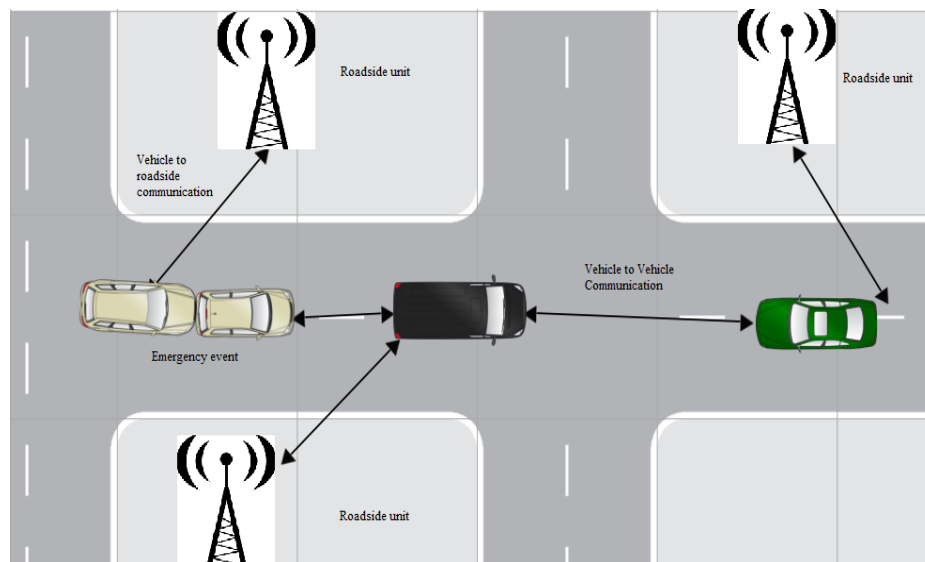 Roadside unit
Roadside unit
Vehicle to
roadside
communication
Vehicle to Vehicle
Communication
Emergency event
Roadside unit